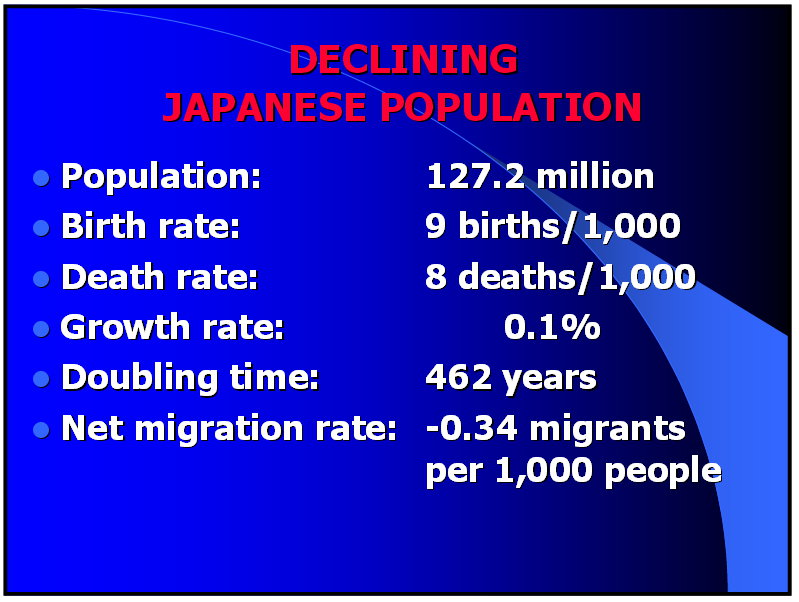 DECLINING
JAPANESE POPULATION
Population: 127.2 million
Birth rate: 9 births/1,000
Death rate: 8 deaths/1,000
Growth rate: 0.1%
Doubling time: 462 years
Net migration rate: -0.34 migrants
per 1,000 people